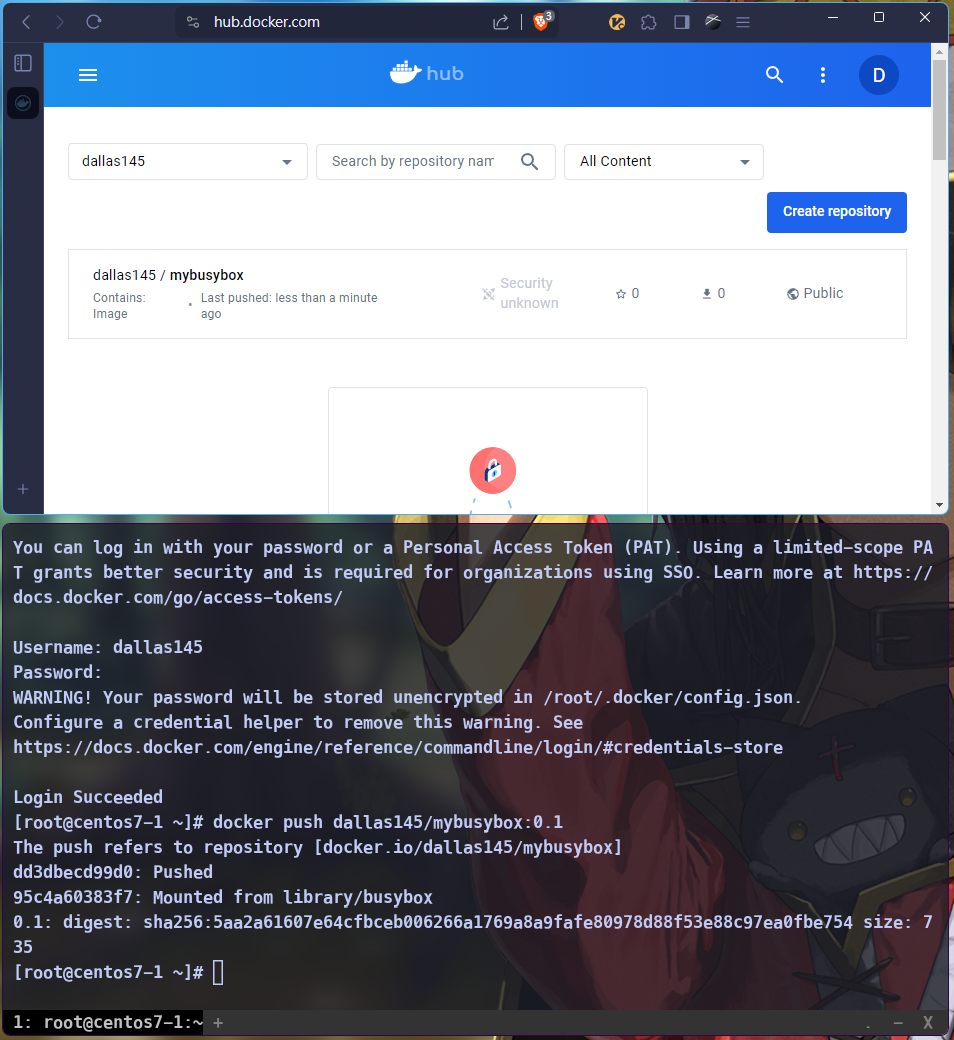 hub.docker.com
3
hub
D
dallas145
Search by repository nam
All Content
Create repository
dallas145 / mybusybox
Contains:
Image
• Last pushed: less than a minute
ago
Security
unknown
0
0
Public
You can log in with your password or a Personal Access Token (PAT). Using a limited-scope PA
T grants better security and is required for organizations using SSO. Learn more at https://
docs.docker.com/go/access-tokens/
Username: dallas145
Password:
WARNING! Your password will be stored unencrypted in /root/.docker/config.json.
Configure a credential helper to remove this warning. See
https://docs.docker.com/engine/reference/commandline/login/#credentials-store
Login Succeeded
[root@centos7-1 ~]# docker push dallas145/mybusybox:0.1
The push refers to repository [docker.io/dallas145/mybusybox]
dd3dbecd99d0: Pushed
95c4a60383f7: Mounted from library/busybox
0.1: digest: sha256:5aa2a61607e64cfbceb006266a1769a8a9fafe80978d88f53e88c97ea0fbe754 size: 7
35
[root@centos7-1 ~]#
1: root@centos7-1:~ + . – X